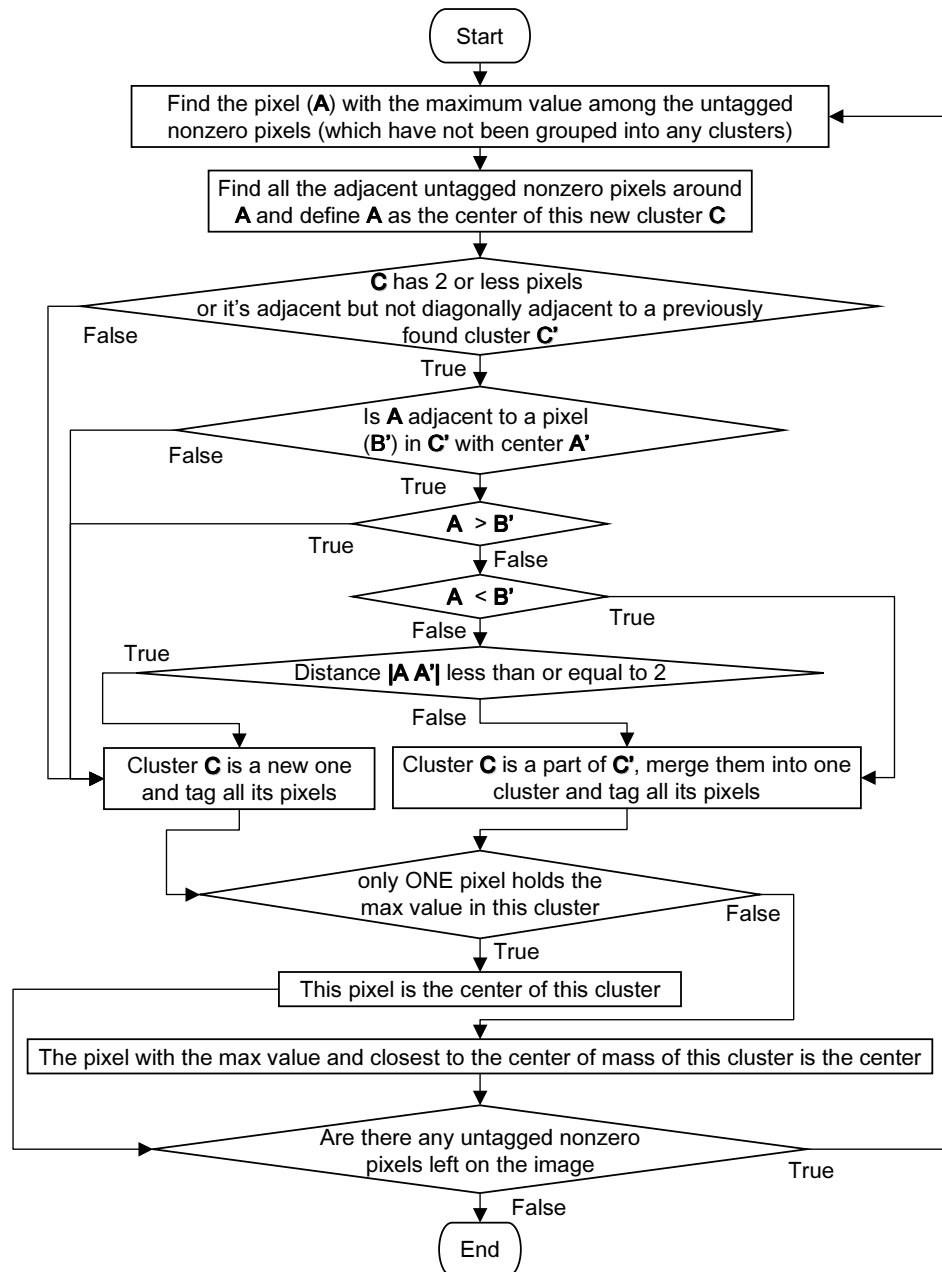 Start
Find the pixel (A) with the maximum value among the untagged
nonzero pixels (which have not been grouped into any clusters)
Find all the adjacent untagged nonzero pixels around
A and define A as the center of this new cluster C
C has 2 or less pixels
or it's adjacent but not diagonally adjacent to a previously
found cluster C'
False
True
Is A adjacent to a pixel
(B') in C' with center A'
False
True
A > B'
True
False
A < B'
True
False
True
Distance |A A'| less than or equal to 2
False
Cluster C is a new one
and tag all its pixels
Cluster C is a part of C', merge them into one
cluster and tag all its pixels
only ONE pixel holds the
max value in this cluster
False
True
This pixel is the center of this cluster
The pixel with the max value and closest to the center of mass of this cluster is the center
Are there any untagged nonzero
pixels left on the image
True
False
End